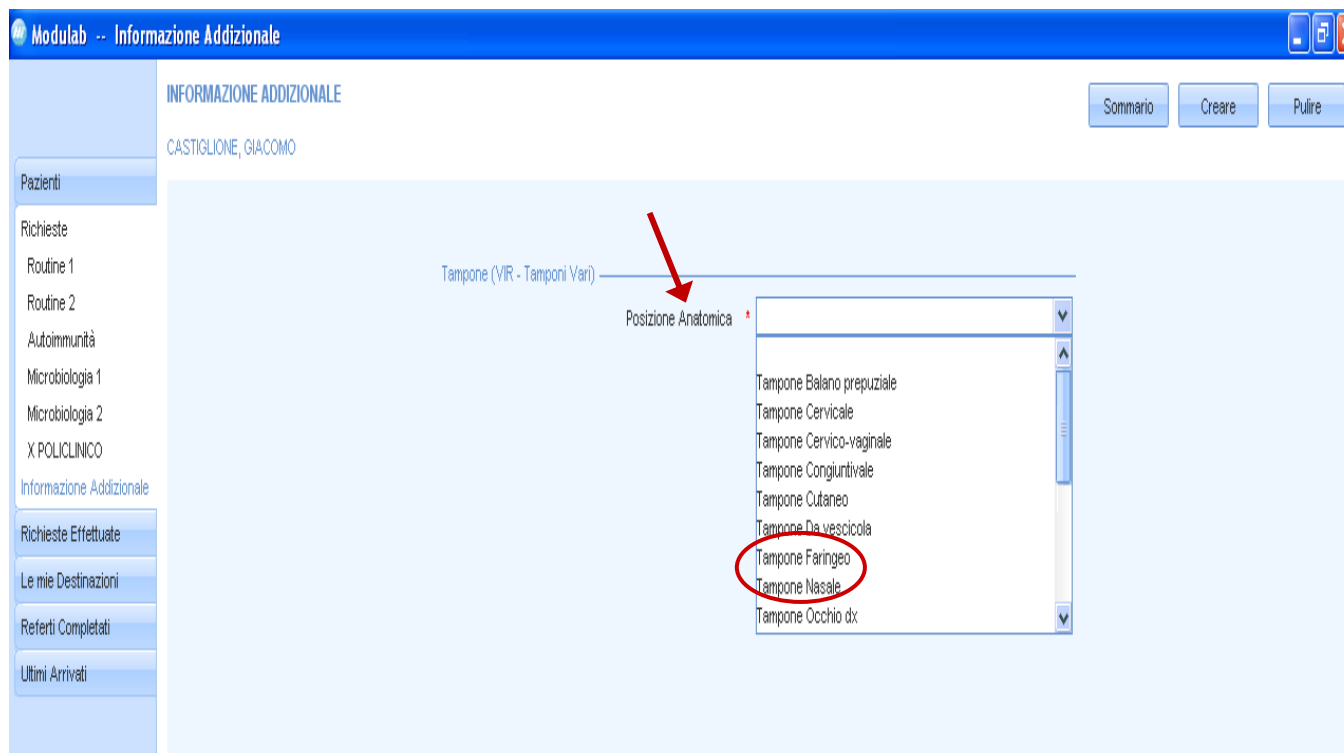 Modulab -- Informazione Addizionale
INFORMAZIONE ADDIZIONALE
Sommario
Creare
Pulire
CASTIGLIONE, GIACOMO
Pazienti
Richieste
Routine 1
Routine 2
Autoimmunità
Microbiologia 1
Microbiologia 2
X POLICLINICO
Informazione Addizionale
Richieste Effettuate
Le mie Destinazioni
Referti Completati
Ultimi Arrivati
Tampone (VIR - Tamponi Vari)
Posizione Anatomica *
Tampone Balano prepuziale
Tampone Cervicale
Tampone Cervico-vaginale
Tampone Congiuntivale
Tampone Cutaneo
Tampone Da vescicola
Tampone Faringeo
Tampone Nasale
Tampone Occhio dx